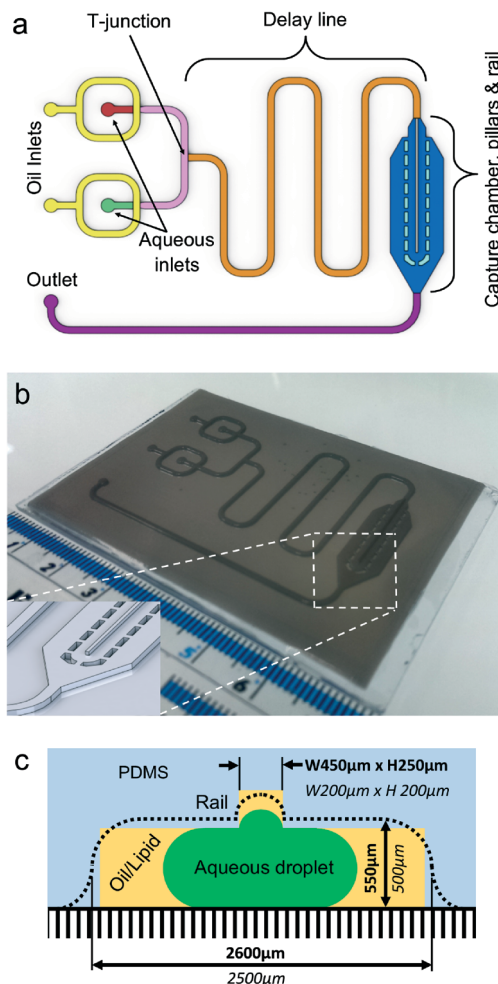 a
T-junction
Delay line
Oil Inlets
Aqueous
inlets
Outlet
Capture chamber, pillars & rail
b
1
2
3
5
6
c
PDMS
W450µm x H250µm
Rail
W200µm x H 200µm
Oil/Lipid
Aqueous droplet
550µm
500µm
2600µm
2500µm